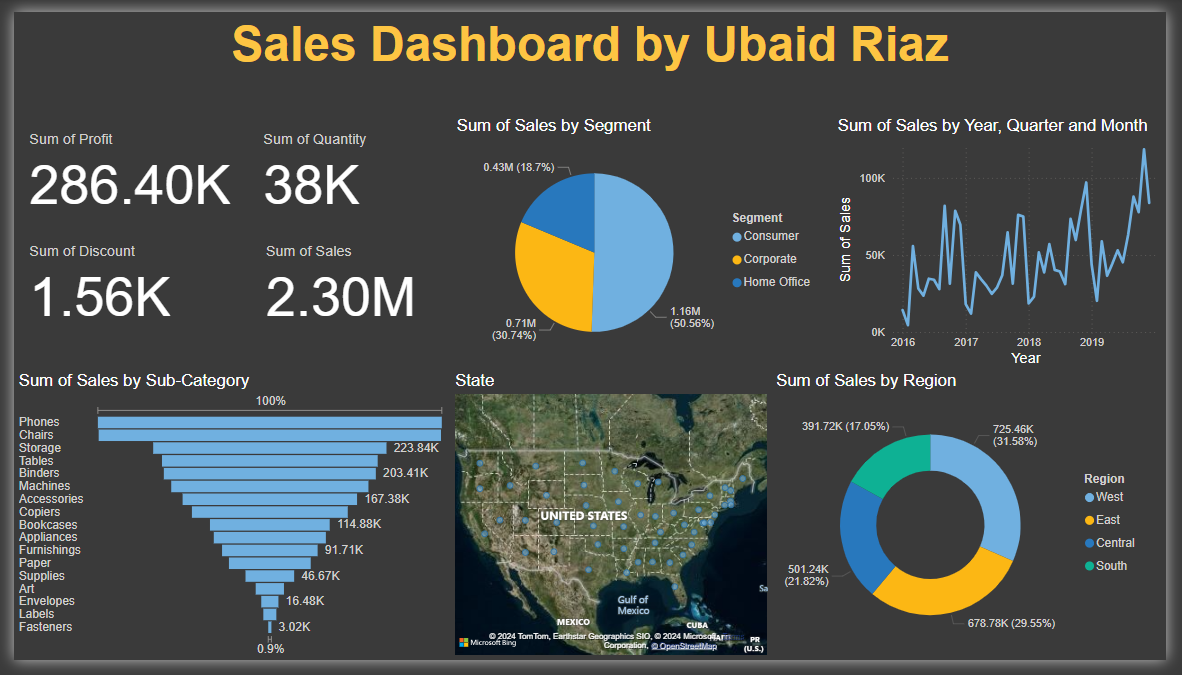 Sales Dashboard by Ubaid Riaz
Sum of Profit
286.40K
Sum of Quantity
38K
Sum of Discount
1.56K
Sum of Sales
2.30M
Sum of Sales by Segment
0.43M (18.7%)
0.71M
(30.74%)
1.16M
(50.56%)
Segment
Consumer
Corporate
Home Office
Sum of Sales by Year, Quarter and Month
Sum of Sales
100K
50K
0K
2016
2017
2018
2019
Year
Sum of Sales by Sub-Category
100%
Phones
Chairs
Storage
223.84K
Tables
Binders
203.41K
Machines
Accessories
167.38K
Copiers
Bookcases
114.88K
Appliances
Furnishings
91.71K
Paper
Supplies
46.67K
Art
Envelopes
16.48K
Labels
Fasteners
3.02K
0.9%
State
UNITED STATES
Gulf of
Mexico
MEXICO
CUBA
PR
(U.S.)
Microsoft Bing
© 2024 TomTom, Earthstar Geographics SIO, © 2024 Microsoft
Corporation, © OpenStreetMap
Sum of Sales by Region
391.72K (17.05%)
725.46K
(31.58%)
501.24K
(21.82%)
678.78K (29.55%)
Region
West
East
Central
South